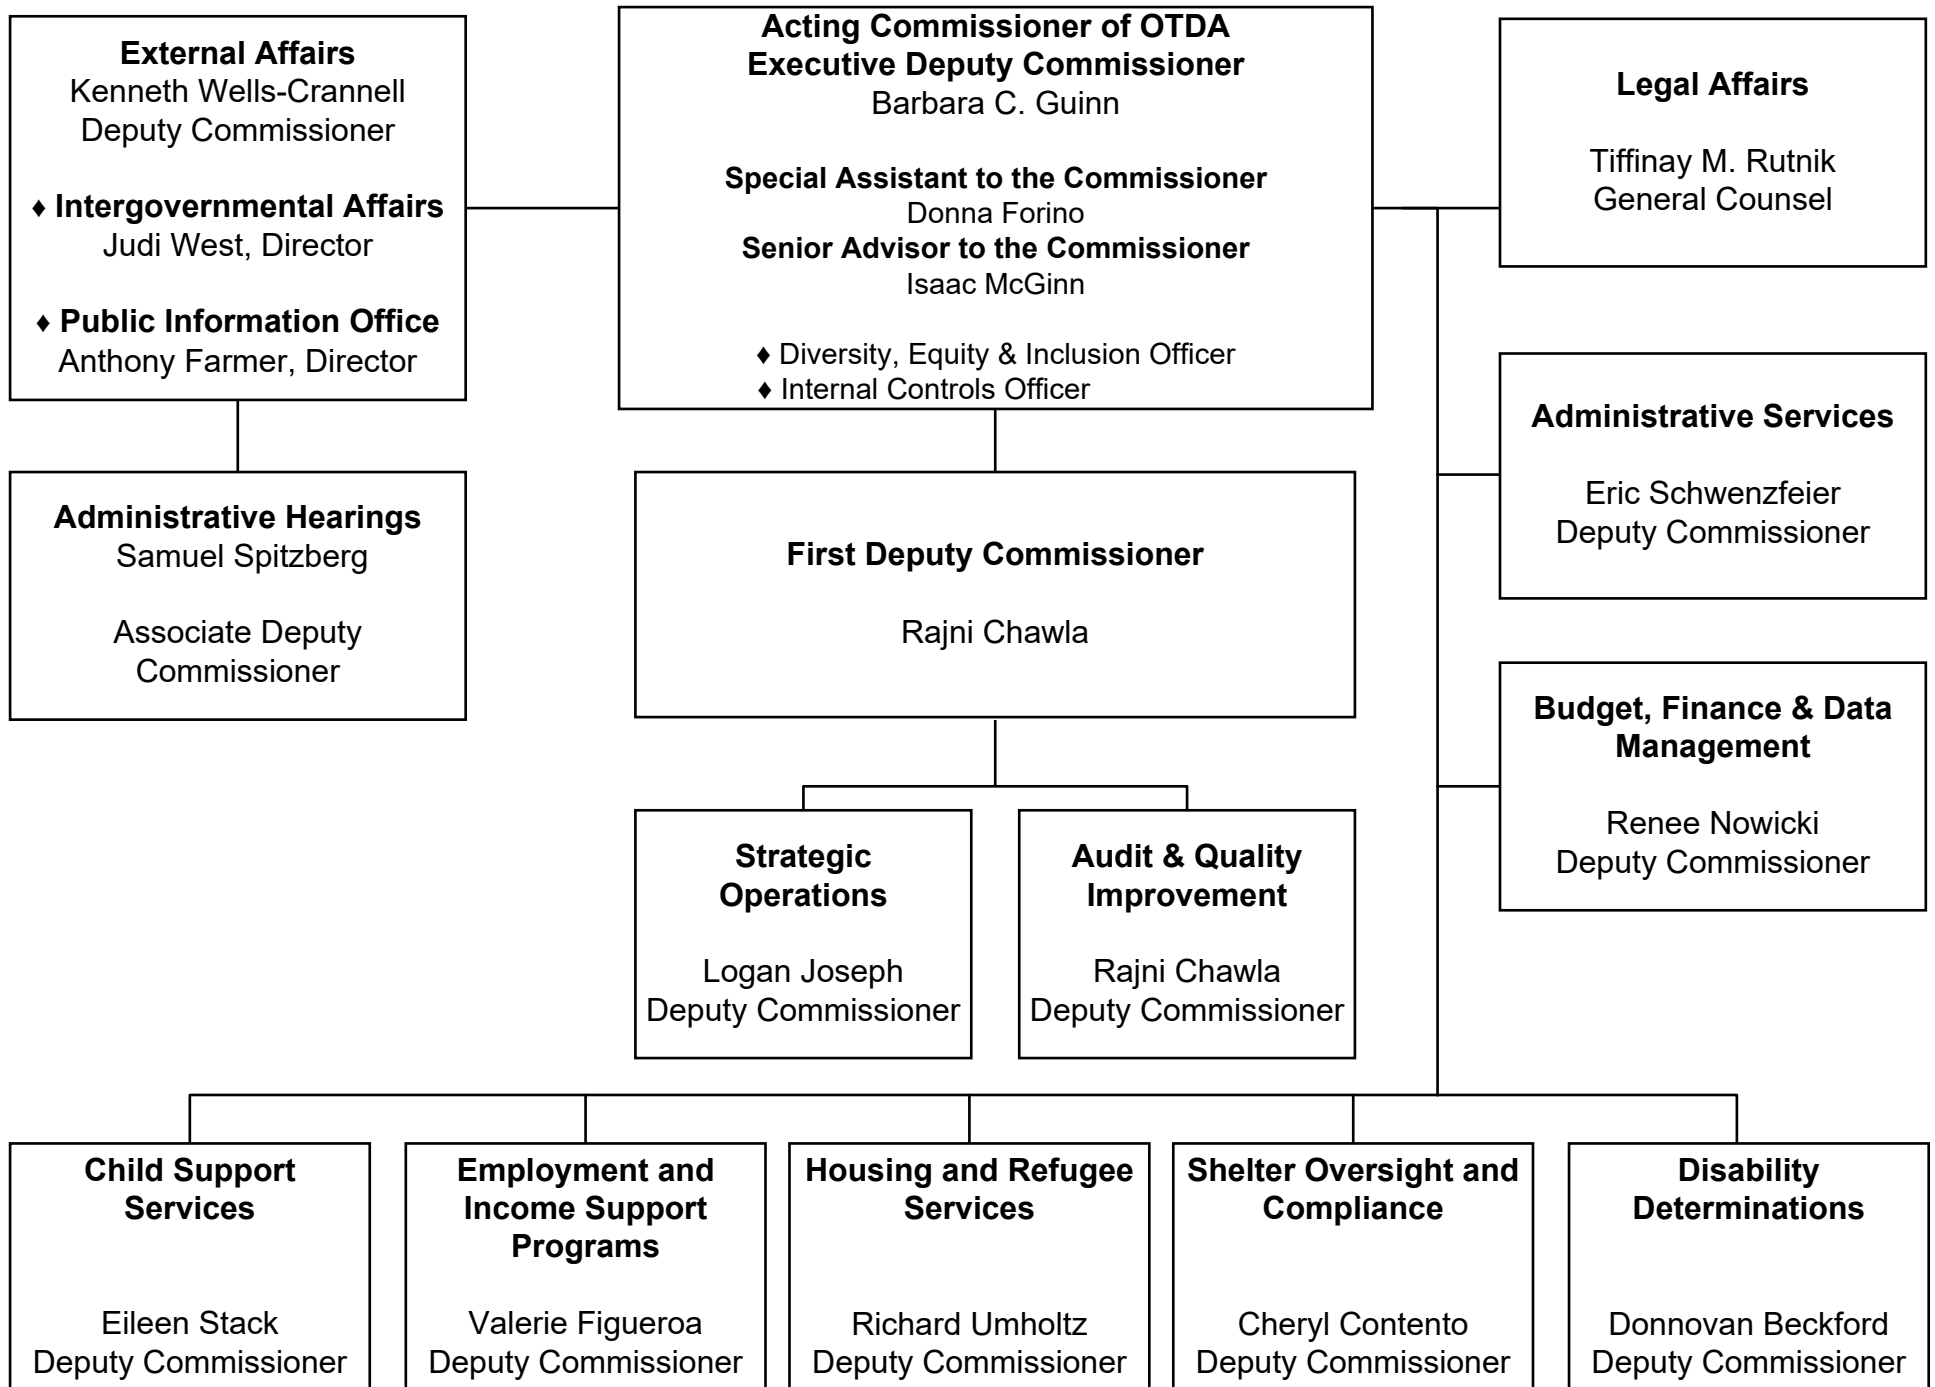 External Affairs
Kenneth Wells-Crannell
Deputy Commissioner
♦ Intergovernmental Affairs
Judi West, Director
♦ Public Information Office
Anthony Farmer, Director
Acting Commissioner of OTDA
Executive Deputy Commissioner
Barbara C. Guinn
Special Assistant to the Commissioner
Donna Forino
Senior Advisor to the Commissioner
Isaac McGinn
♦ Diversity, Equity & Inclusion Officer
♦ Internal Controls Officer
Legal Affairs
Tiffinay M. Rutnik
General Counsel
Administrative Services
Eric Schwenzfeier
Deputy Commissioner
Administrative Hearings
Samuel Spitzberg
Associate Deputy
Commissioner
First Deputy Commissioner
Rajni Chawla
Budget, Finance & Data
Management
Renee Nowicki
Deputy Commissioner
Strategic
Operations
Logan Joseph
Deputy Commissioner
Audit & Quality
Improvement
Rajni Chawla
Deputy Commissioner
Child Support
Services
Eileen Stack
Deputy Commissioner
Employment and
Income Support
Programs
Valerie Figueroa
Deputy Commissioner
Housing and Refugee
Services
Richard Umholtz
Deputy Commissioner
Shelter Oversight and
Compliance
Cheryl Contento
Deputy Commissioner
Disability
Determinations
Donnovan Beckford
Deputy Commissioner